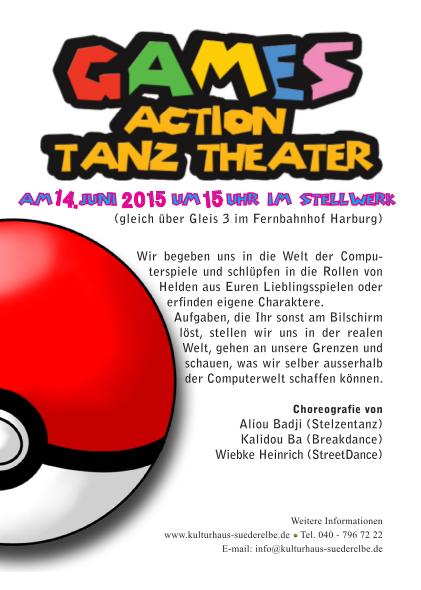 GAMES
ACTION
TANZ THEATER
AM 14. JUNI 2015 UM 15 UHR IM STELLWERK
(gleich über Gleis 3 im Fernbahnhof Harburg)
Wir begeben uns in die Welt der Compu-
terspiele und schlüpfen in die Rollen von
Helden aus Euren Lieblingsspielen oder
erfinden eigene Charaktere.
Aufgaben, die Ihr sonst am Bilschirm
löst, stellen wir uns in der realen
Welt, gehen an unsere Grenzen und
schauen, was wir selber ausserhalb
der Computerwelt schaffen können.
Choreografie von
Aliou Badji (Stelzentanz)
Kalidou Ba (Breakdance)
Wiebke Heinrich (StreetDance)
Weitere Informationen
www.kulturhaus-suederelbe.de • Tel. 040 - 796 72 22
E-mail: info@kulturhaus-suederelbe.de